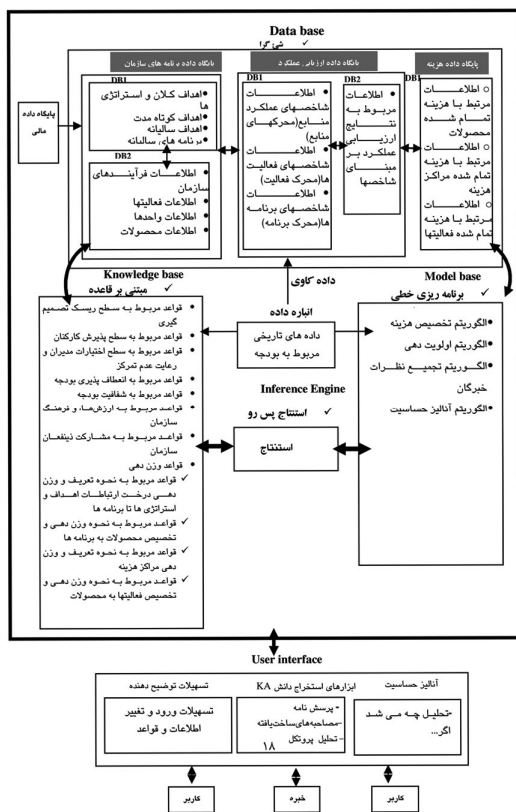 Data base
✓ شئ گرا
پایگاه داده برنامه های سازمان
پایگاه داده ارزیابی عملکرد
پایگاه داده هزینه
پایگاه داده
مالی
DB1
•اهداف کلان و استراتژی
ها
•اهداف کوتاه مدت
•اهداف سالیانه
•برنامه های سالیانه
DB2
•اطلاعات فرآیندهای
سازمان
•اطلاعات فعالیتها
•اطلاعات واحدها
•اطلاعات محصولات
DB1
•اطلاعات
شاخصهای عملکرد
منابع(محرکهای
منابع)
•اطلاعات
شاخصهای فعالیت
ها(محرک فعالیت)
•اطلاعات
شاخصهای برنامه
ها(محرک برنامه)
DB2
•اطلاعات
مربوط به
نتایج
ارزیابی
عملکرد بر
مبنای
شاخصها
DB1
○ اطلاعات
مرتبط با هزینه
تمام شده
محصولات
○ اطلاعات
مرتبط با هزینه
تمام شده مراکز
هزینه
○ اطلاعات
مرتبط با هزینه
تمام شده فعالیتها
Knowledge base
✓ مبتنی بر قاعده
• قواعد مربوط به سطح ریسک تصمیم
گیری
• قواعد مربوط به سطح پذیرش کارکنان
• قواعد مربوط به سطح اختیارات مدیران و
رعایت عدم تمرکز
• قواعد مربوط به انعطاف پذیری بودجه
• قواعد مربوط به شفافیت بودجه
• قواعد مربوط به ارزش‌ها، و فرهنگ
سازمان
• قواعد مربوط به مشارکت ذینفعان
سازمان
• قواعد وزن دهی
✓ قواعد مربوط به نحوه تعریف و وزن
دهی درخت ارتباطات اهداف و
استراتژی ها تا برنامه ها
✓ قواعد مربوط به نحوه وزن دهی و
تخصیص محصولات به برنامه ها
✓ قواعد مربوط به نحوه تعریف و وزن
دهی مراکز هزینه
✓ قواعد مربوط به نحوه وزن دهی و
تخصیص فعالیتها به محصولات
داده کاوی
انباره داده
داده های تاریخی
مربوط به بودجه
Inference Engine
✓ استنتاج پس رو
استنتاج
Model base
✓ برنامه ریزی خطی
•الگوریتم تخصیص هزینه
•الگوریتم اولویت دهی
•الگوریتم تجمیع نظرات
خبرگان
•الگوریتم آنالیز حساسیت
User interface
تسهیلات توضیح دهنده
تسهیلات ورود و تغییر
اطلاعات و قواعد
ابزارهای استخراج دانش KA
- پرسش نامه
-مصاحبه‌های ساخت‌یافته
- تحلیل پروتکل
۱۸
آنالیز حساسیت
-تحلیل چه می شد
اگر...
کاربر
خبره
کاربر